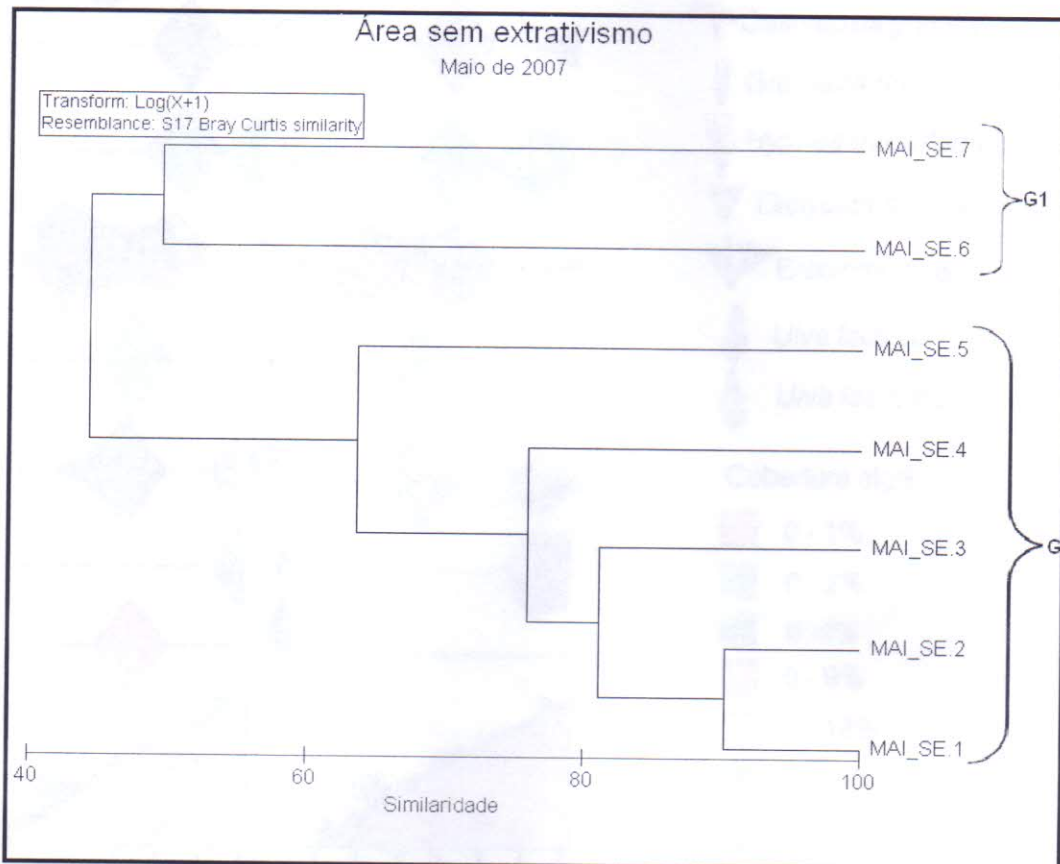 Área sem extrativismo
Maio de 2007
Transform: Log(X+1)
Resemblance: S17 Bray Curtis similarity
MAI_SE.7
G1
MAI_SE.6
MAI_SE.5
MAI_SE.4
MAI_SE.3
G
MAI_SE.2
MAI_SE.1
40
60
80
100
Similaridade